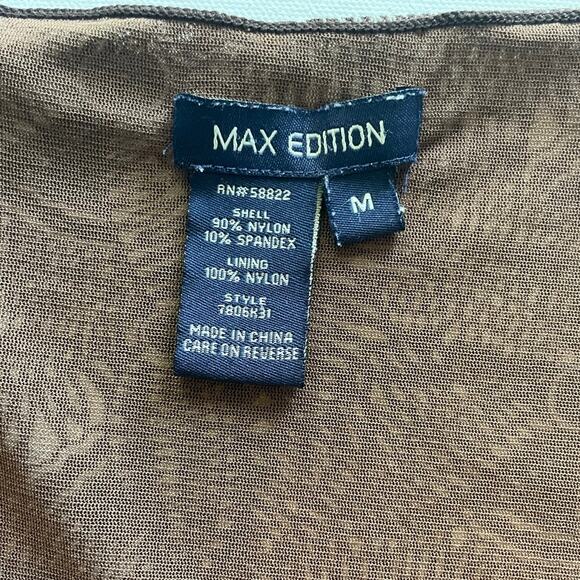 MAX EDITION
M
RN#58822
SHELL
90% NYLON
10% SPANDEX
LINING
100% NYLON
STYLE
7806K31
MADE IN CHINA
CARE ON REVERSE